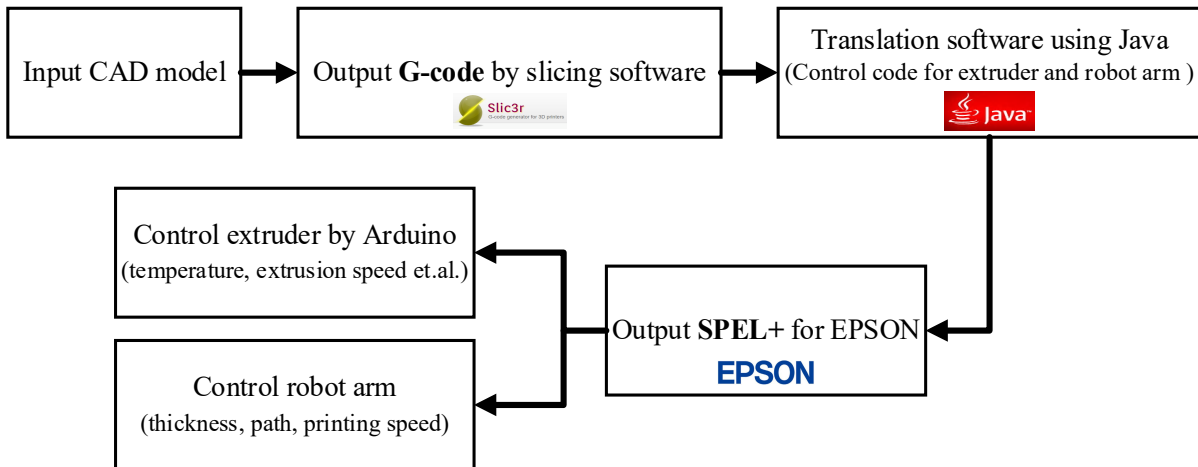 Input CAD model
Output G-code by slicing software
Slic3r
G-code generator for 3D printers
Translation software using Java
(Control code for extruder and robot arm )
Java
Control extruder by Arduino
(temperature, extrusion speed et.al.)
Output SPEL+ for EPSON
EPSON
Control robot arm
(thickness, path, printing speed)